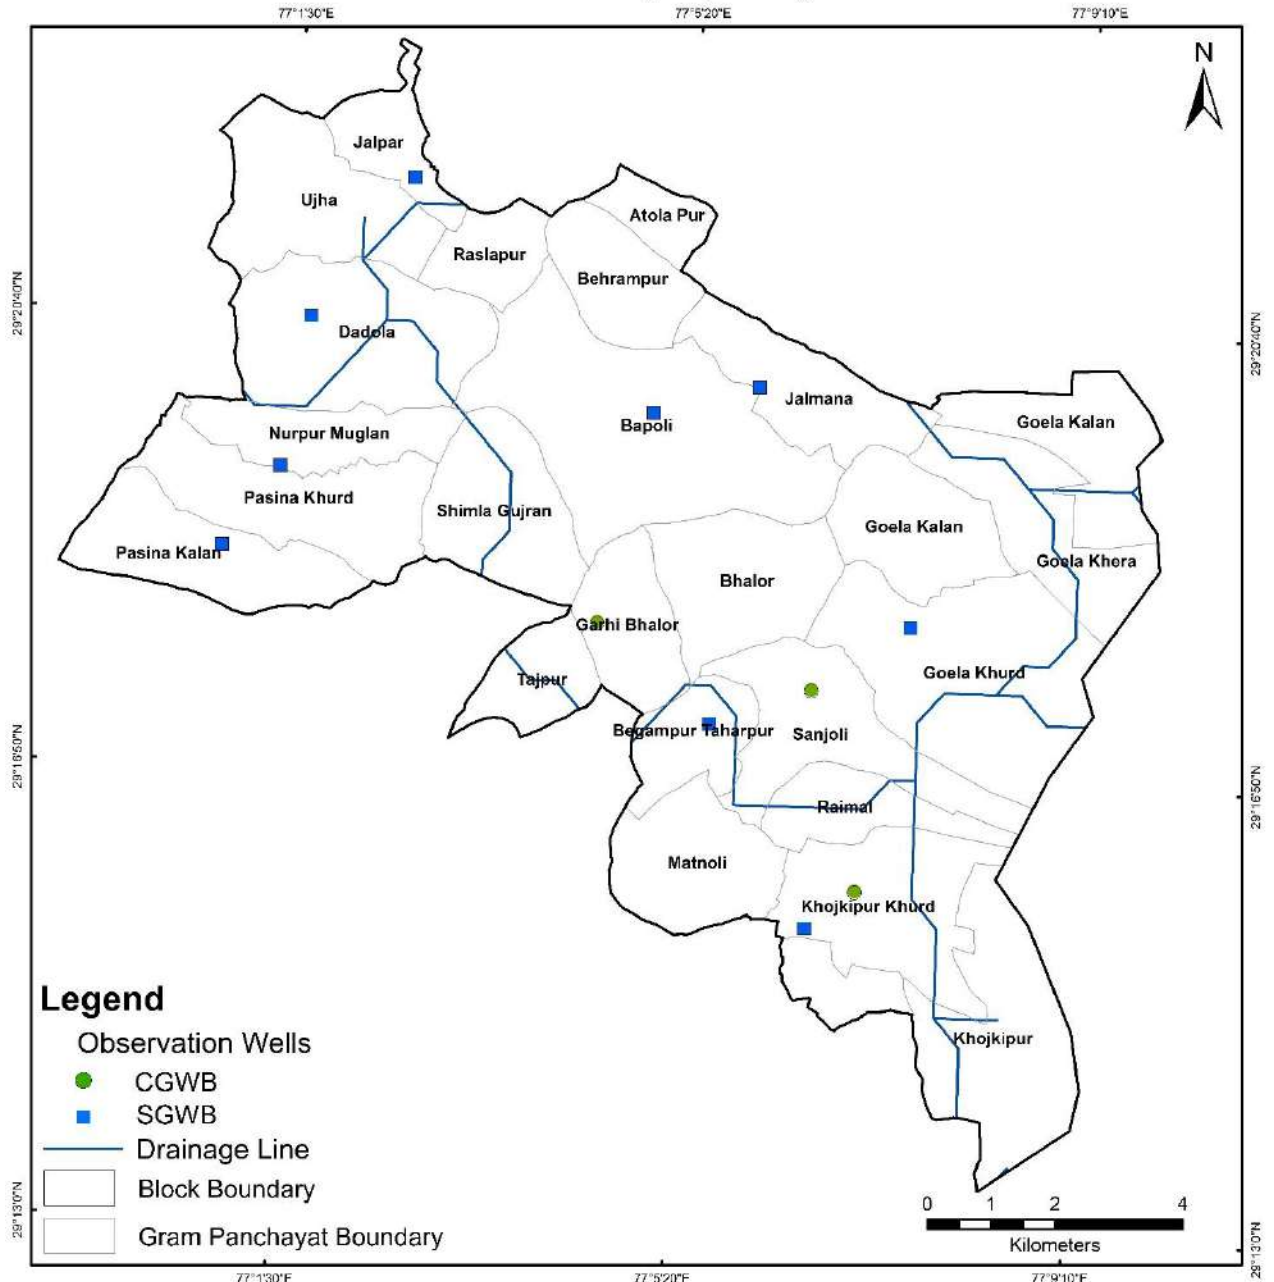 77°1'30"E
77°5'20"E
77°9'10"E
N
Jalpar
Ujha
Atola Pur
Raslapur
Behrampur
29°20'40"N
29°20'40"N
Dadola
Jalmana
Bapoli
Goela Kalan
Nurpur Muglan
Pasina Khurd
Shimla Gujran
Goela Kalan
Pasina Kalan
Goela Khera
Bhalor
Garhi Bhalor
Goela Khurd
Tajpur
Begampur Taharpur
Sanjoli
29°16'50"N
29°16'50"N
Raimal
Matnoli
Khojkipur Khurd
Khojkipur
Legend
Observation Wells
CGWB
SGWB
Drainage Line
Block Boundary
Gram Panchayat Boundary
0 1 2 4
Kilometers
29°13'0"N
29°13'0"N
77°1'30"E
77°5'20"E
77°9'10"E